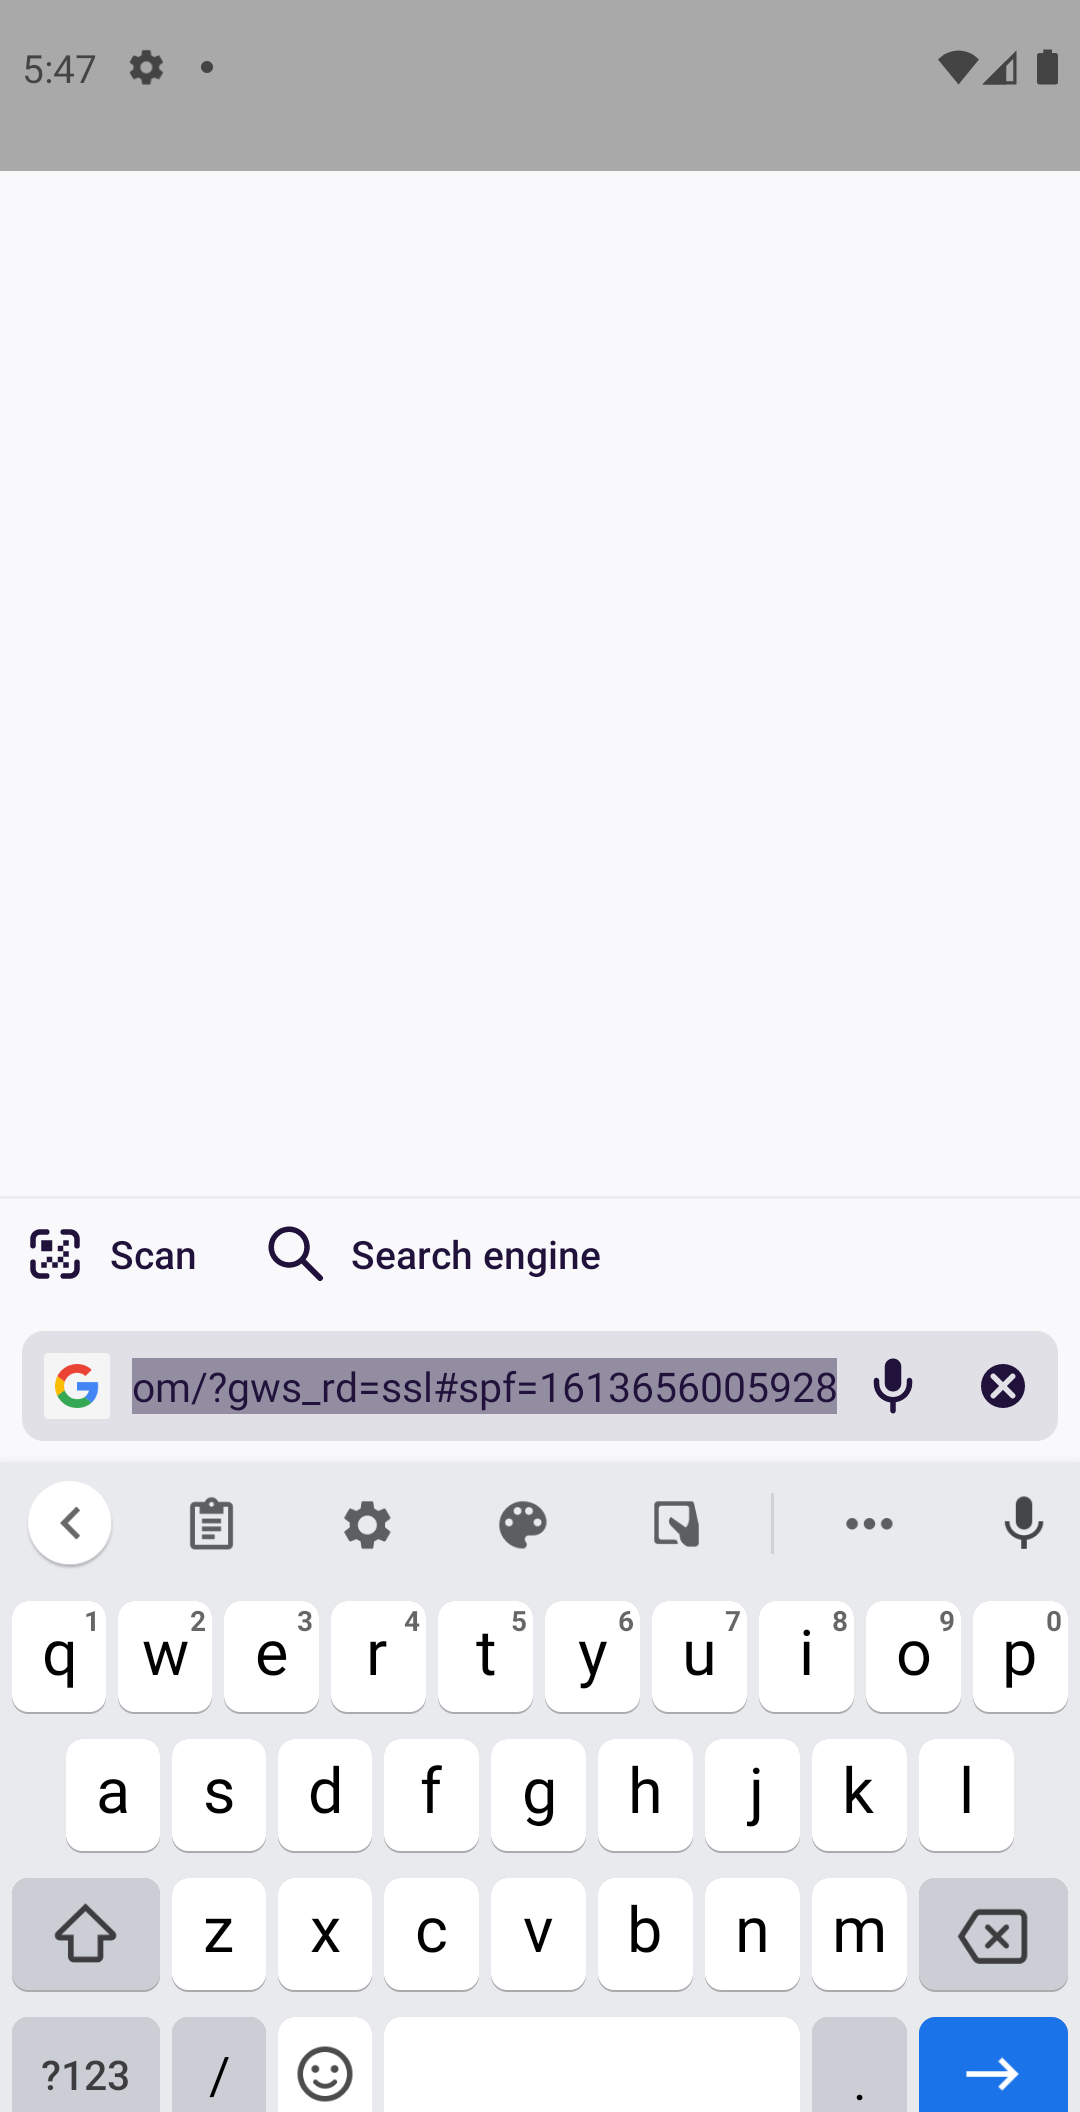 5:47
Scan
Search engine
om/?gws_rd=ssl#spf=1613656005928
q 1 w 2 e 3 r 4 t 5 y 6 u 7 i 8 o 9 p 0
a s d f g h j k l
z x c v b n m
?123 / .